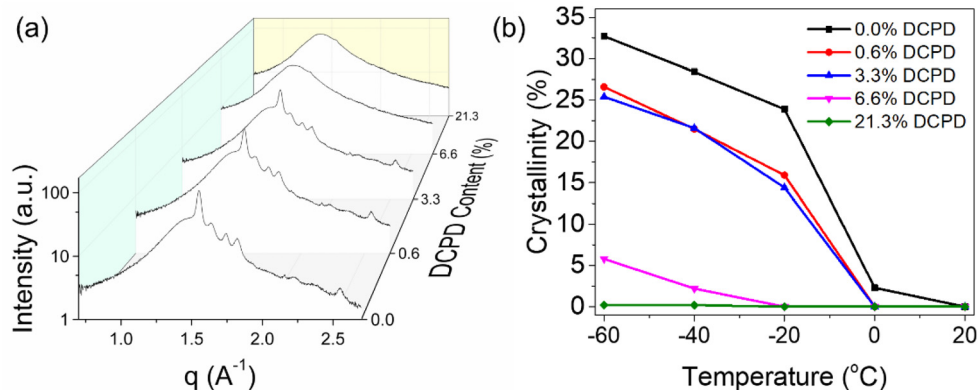 (a)
Intensity (a.u.)
100
10
1
1.0
1.5
2.0
2.5
q (A⁻¹)
0.0
0.6
3.3
6.6
21.3
DCPD Content (%)
(b)
Crystallinity (%)
35
30
25
20
15
10
5
0
-60
-40
-20
0
20
Temperature (°C)
0.0% DCPD
0.6% DCPD
3.3% DCPD
6.6% DCPD
21.3% DCPD